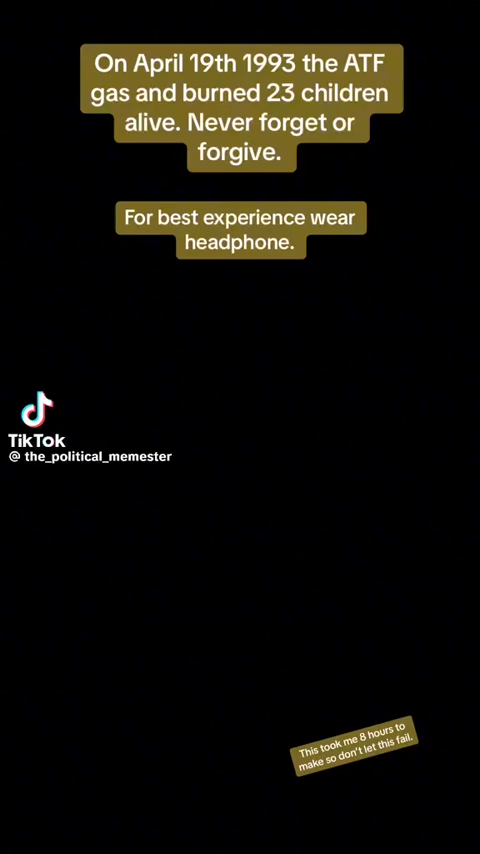 On April 19th 1993 the ATF
gas and burned 23 children
alive. Never forget or
forgive.
For best experience wear
headphone.
TikTok
@ the_political_memester
This took me 8 hours to
make so don't let this fail.